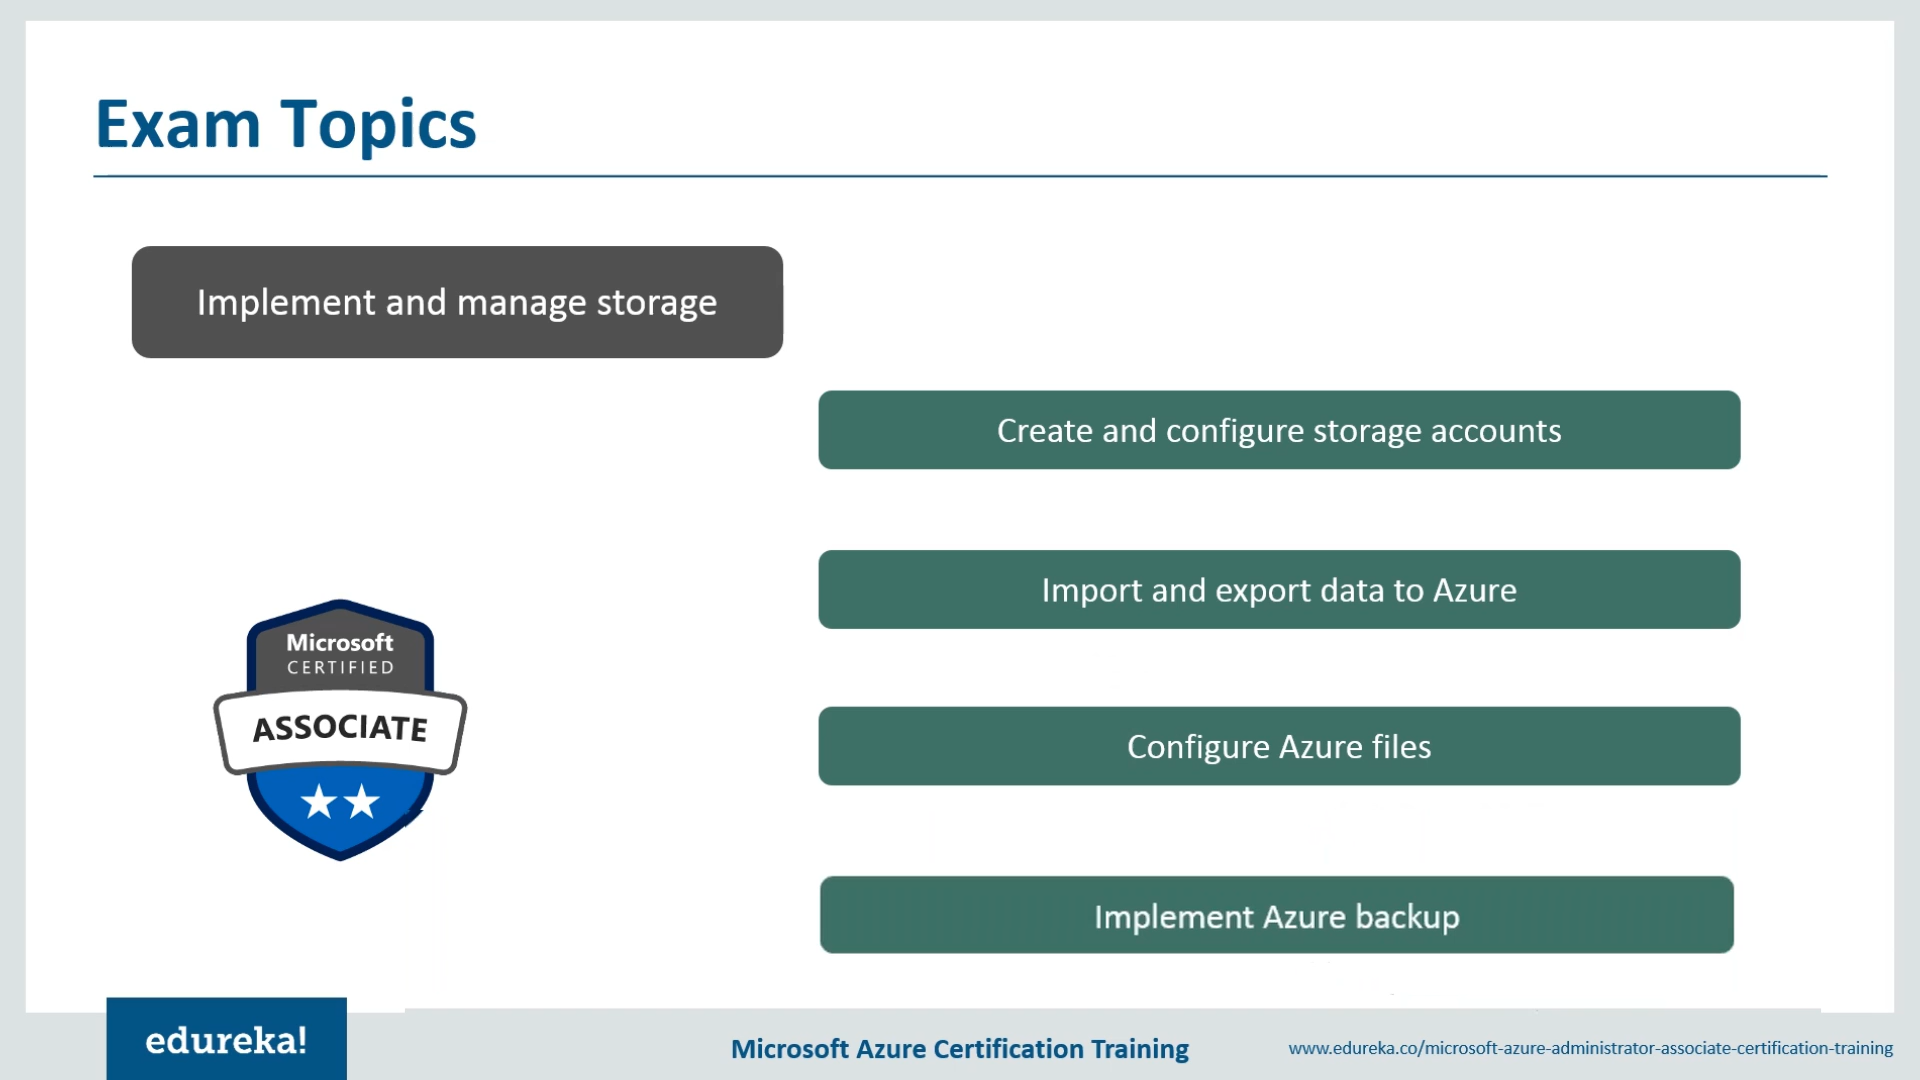 Exam Topics
Implement and manage storage
Create and configure storage accounts
Import and export data to Azure
Configure Azure files
Implement Azure backup
Microsoft
CERTIFIED
ASSOCIATE
edureka!
Microsoft Azure Certification Training
www.edureka.co/microsoft-azure-administrator-associate-certification-training